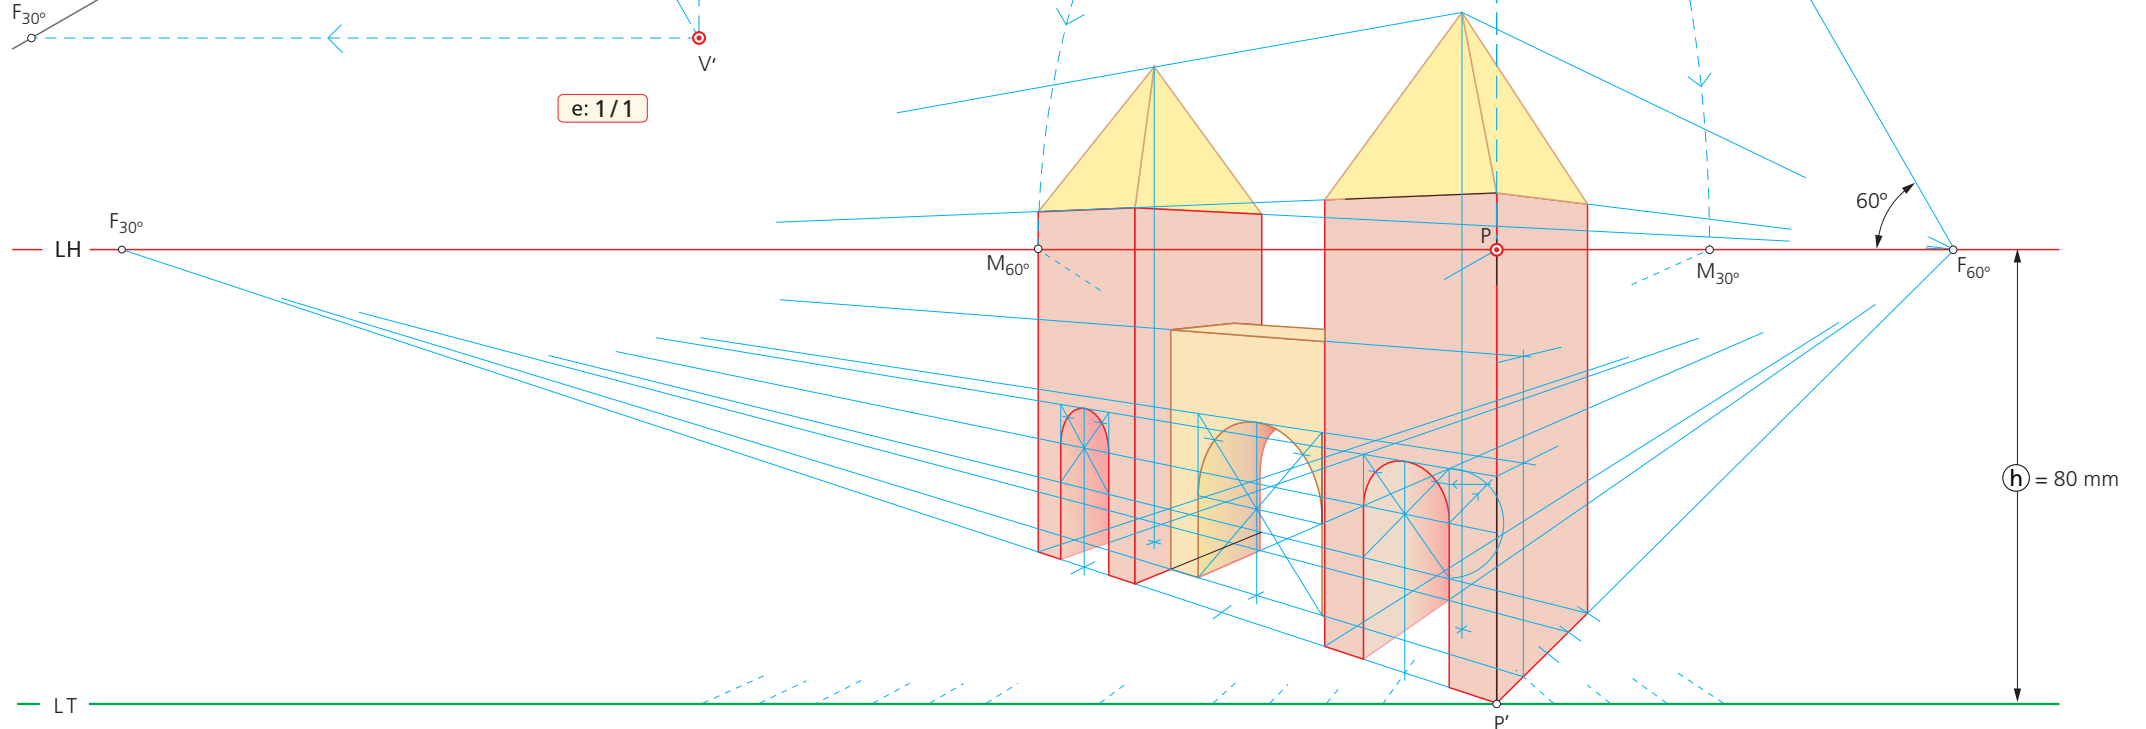 F30º
V′
e: 1/1
60º
F30º
P
LH
M60º
M30º
F60º
h = 80 mm
LT
P′